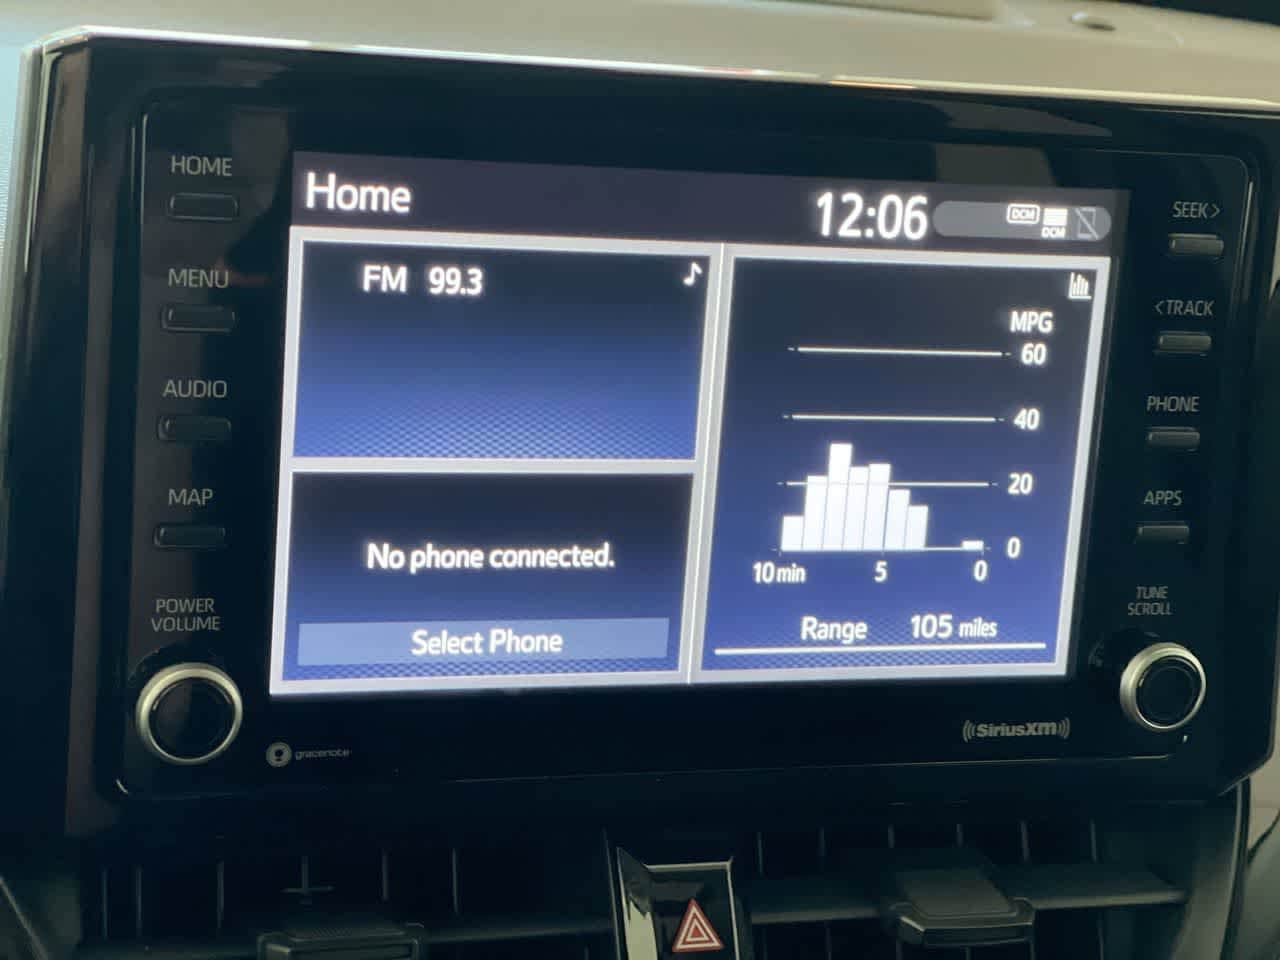 HOME
MENU
AUDIO
MAP
POWER
VOLUME
Home
12:06
DCM
DCM
FM 99.3
No phone connected.
Select Phone
MPG
60
40
20
0
10 min 5 0
Range 105 miles
SEEK>
<TRACK
PHONE
APPS
TUNE
SCROLL
gracenote
SiriusXM